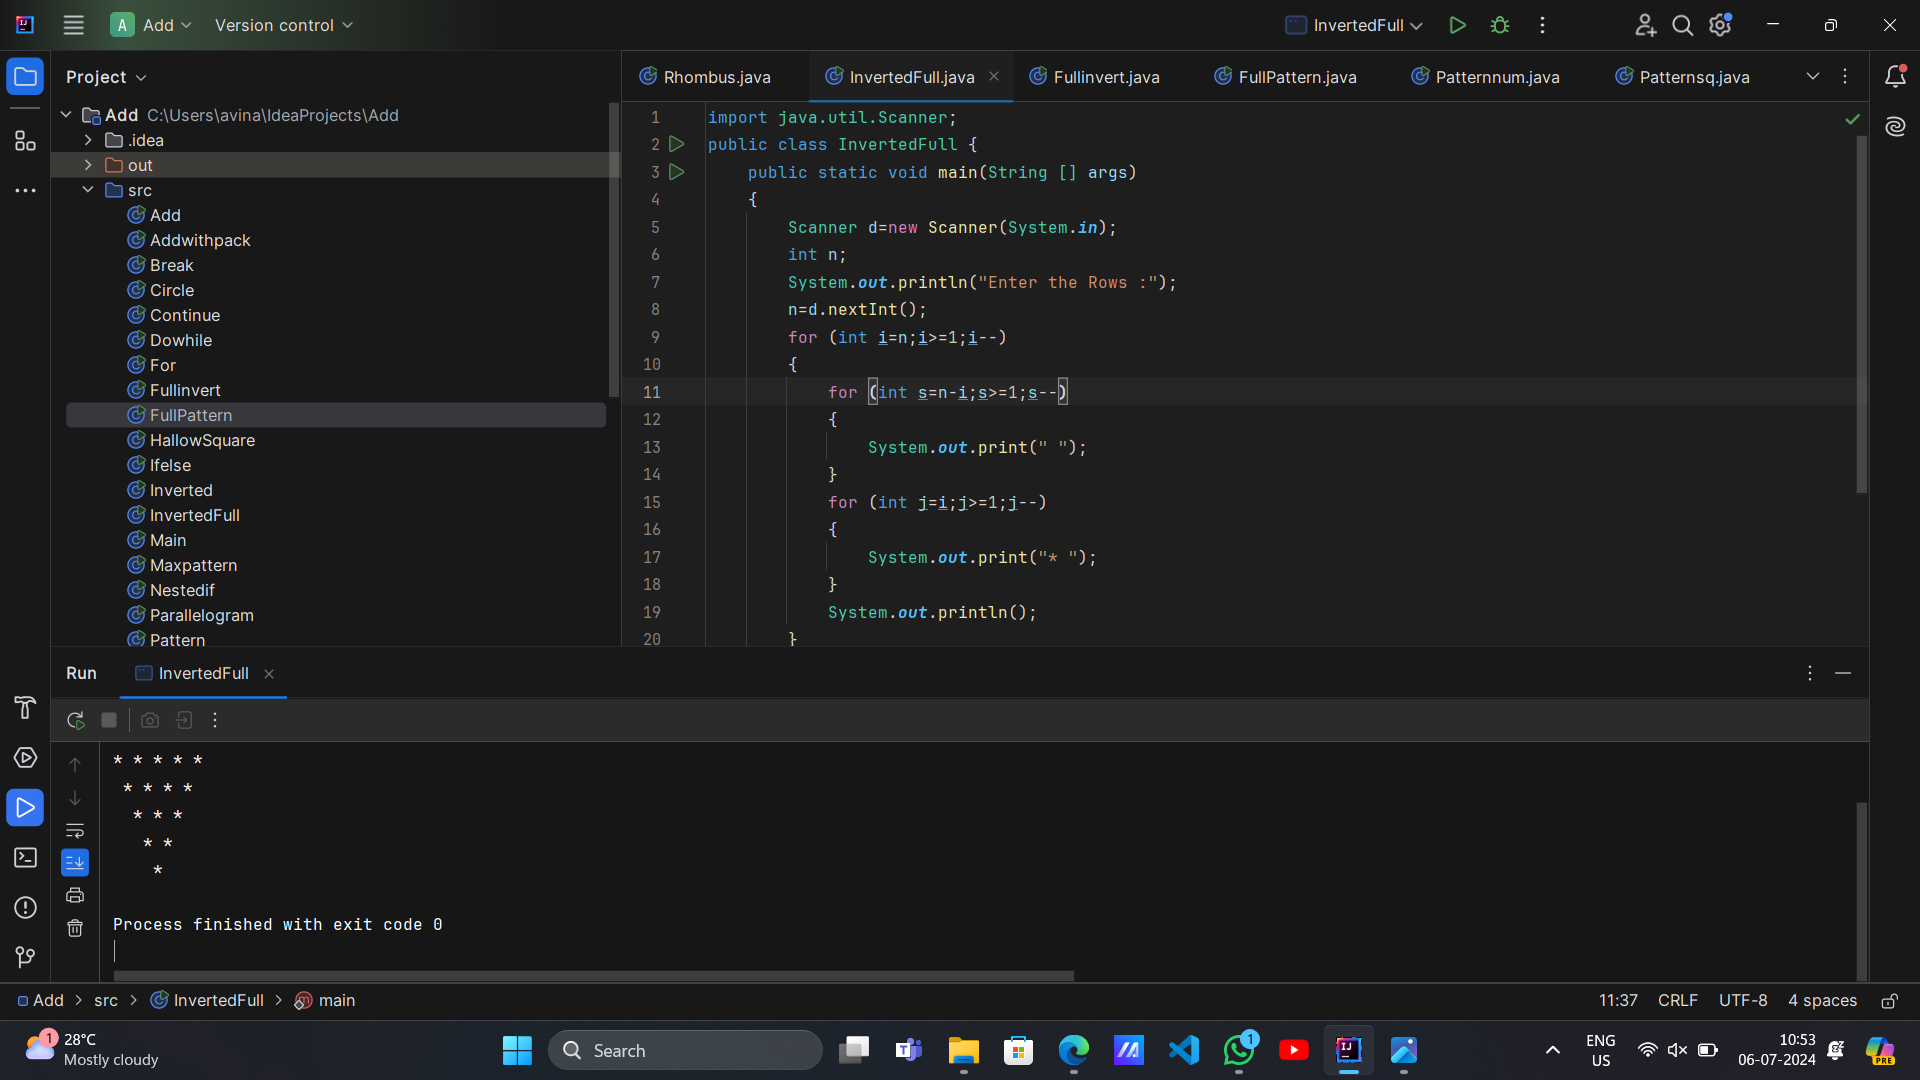 A Add Version control InvertedFull
Project
Rhombus.java InvertedFull.java Fullinvert.java FullPattern.java Patternnum.java Patternsq.java
Add C:\Users\avina\IdeaProjects\Add
.idea
out
src
Add
Addwithpack
Break
Circle
Continue
Dowhile
For
Fullinvert
FullPattern
HallowSquare
Ifelse
Inverted
InvertedFull
Main
Maxpattern
Nestedif
Parallelogram
Pattern
1 import java.util.Scanner;
2 public class InvertedFull {
3 public static void main(String [] args)
4 {
5 Scanner d=new Scanner(System.in);
6 int n;
7 System.out.println("Enter the Rows :");
8 n=d.nextInt();
9 for (int i=n;i>=1;i--)
10 {
11 for (int s=n-i;s>=1;s--)
12 {
13 System.out.print(" ");
14 }
15 for (int j=i;j>=1;j--)
16 {
17 System.out.print("* ");
18 }
19 System.out.println();
20 }
Run InvertedFull
* * * * *
* * * *
* * *
* *
*
Process finished with exit code 0
Add > src > InvertedFull > main 11:37 CRLF UTF-8 4 spaces
1 28°C
Mostly cloudy
Search
1
ENG
US
10:53
06-07-2024
PRE